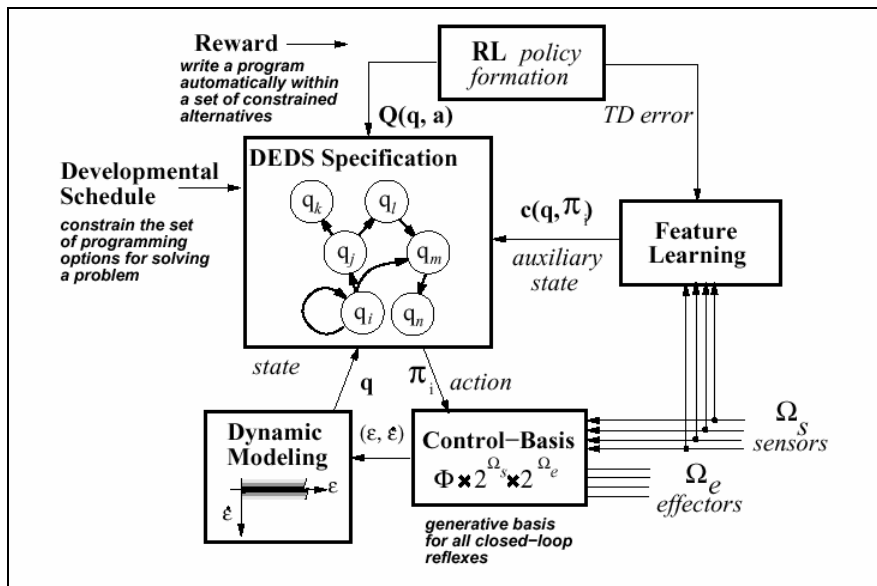 Reward
write a program
automatically within
a set of constrained
alternatives
RL policy
formation
Q(q, a)
TD error
DEDS Specification
Developmental
Schedule
constrain the set
of programming
options for solving
a problem
q_k
q_l
q_j
q_m
q_i
q_n
c(q, π_i)
auxiliary
state
Feature
Learning
state
q
π_i action
Dynamic
Modeling
ε
ε̇
(ε, ε̇)
Control−Basis
Φ×2^Ω_s×2^Ω_e
generative basis
for all closed−loop
reflexes
Ω_s
sensors
Ω_e
effectors